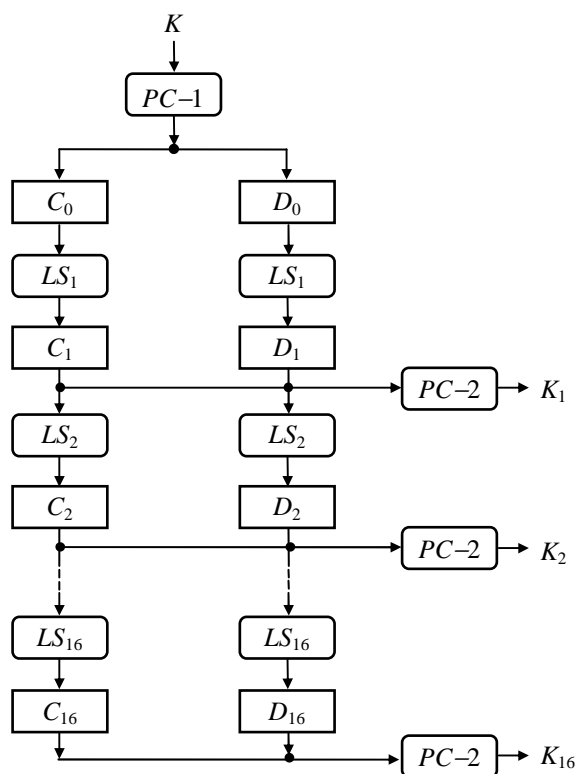 K
PC–1
C₀ D₀
LS₁ LS₁
C₁ D₁
PC–2 K₁
LS₂ LS₂
C₂ D₂
PC–2 K₂
LS₁₆ LS₁₆
C₁₆ D₁₆
PC–2 K₁₆